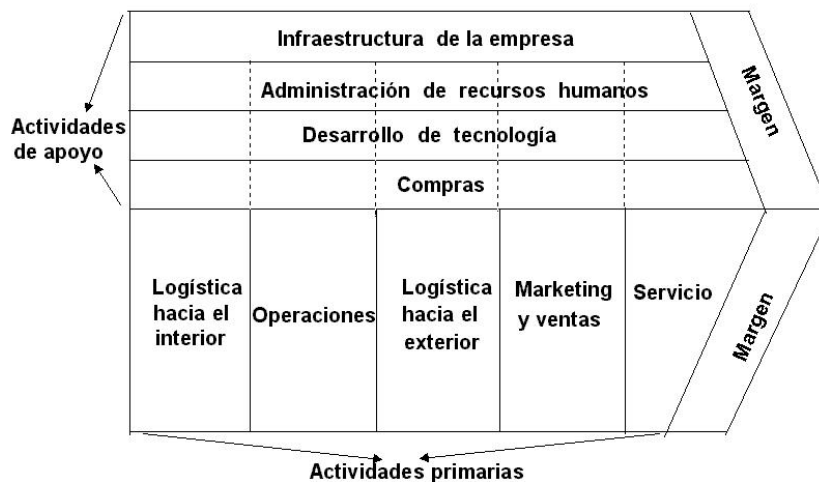 Infraestructura de la empresa
Administración de recursos humanos
Desarrollo de tecnología
Compras
Margen
Actividades
de apoyo
Logística
hacia el
interior
Operaciones
Logística
hacia el
exterior
Marketing
y ventas
Servicio
Margen
Actividades primarias